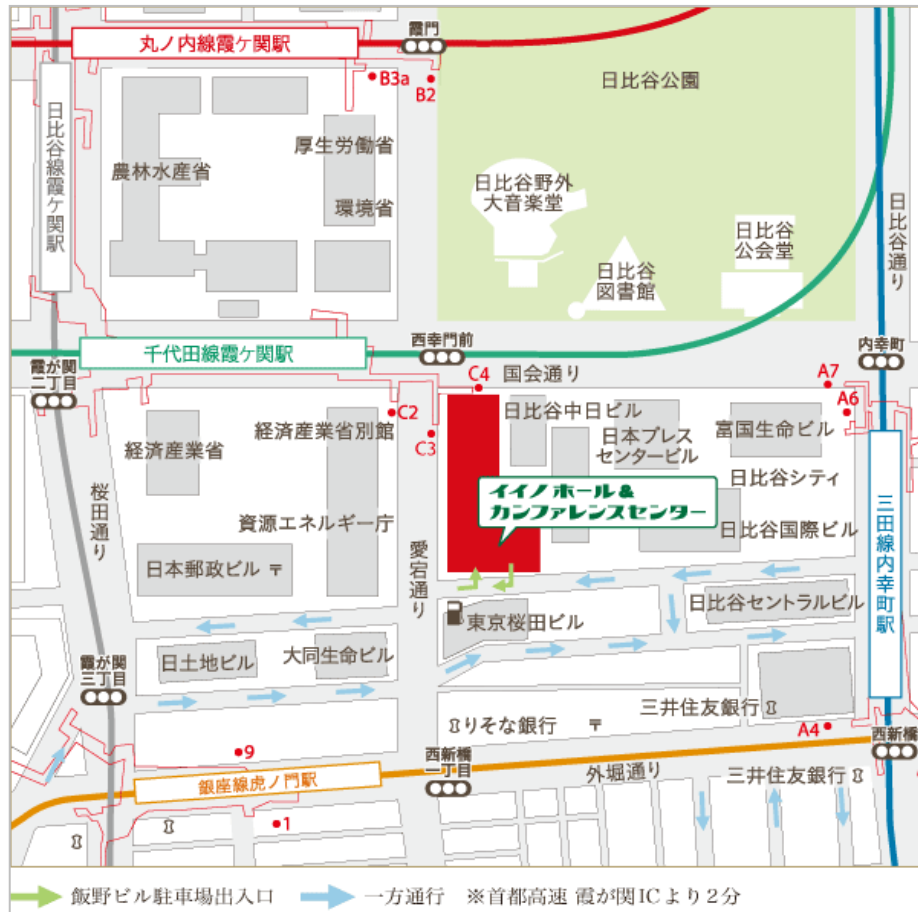 霞門
丸ノ内線霞ケ関駅
B3a
B2
日比谷公園
日比谷線霞ケ関駅
厚生労働省
農林水産省
環境省
日比谷野外
大音楽堂
日比谷
公会堂
日比谷
図書館
日比谷通り
西幸門前
千代田線霞ケ関駅
内幸町
霞が関
二丁目
国会通り
C4
A7
A6
C2
C3
日比谷中日ビル
経済産業省別館
経済産業省
日本プレス
センタービル
富国生命ビル
日比谷シティ
イイノホール&
カンファレンスセンター
桜田通り
資源エネルギー庁
日比谷国際ビル
三田線内幸町駅
愛宕通り
日本郵政ビル 〒
日比谷セントラルビル
東京桜田ビル
日土地ビル
大同生命ビル
霞が関
三丁目
三井住友銀行
りそな銀行
〒
A4
9
西新橋
一丁目
西新橋
外堀通り
銀座線虎ノ門駅
三井住友銀行
1
飯野ビル駐車場出入口
一方通行 ※首都高速 霞が関ICより2分